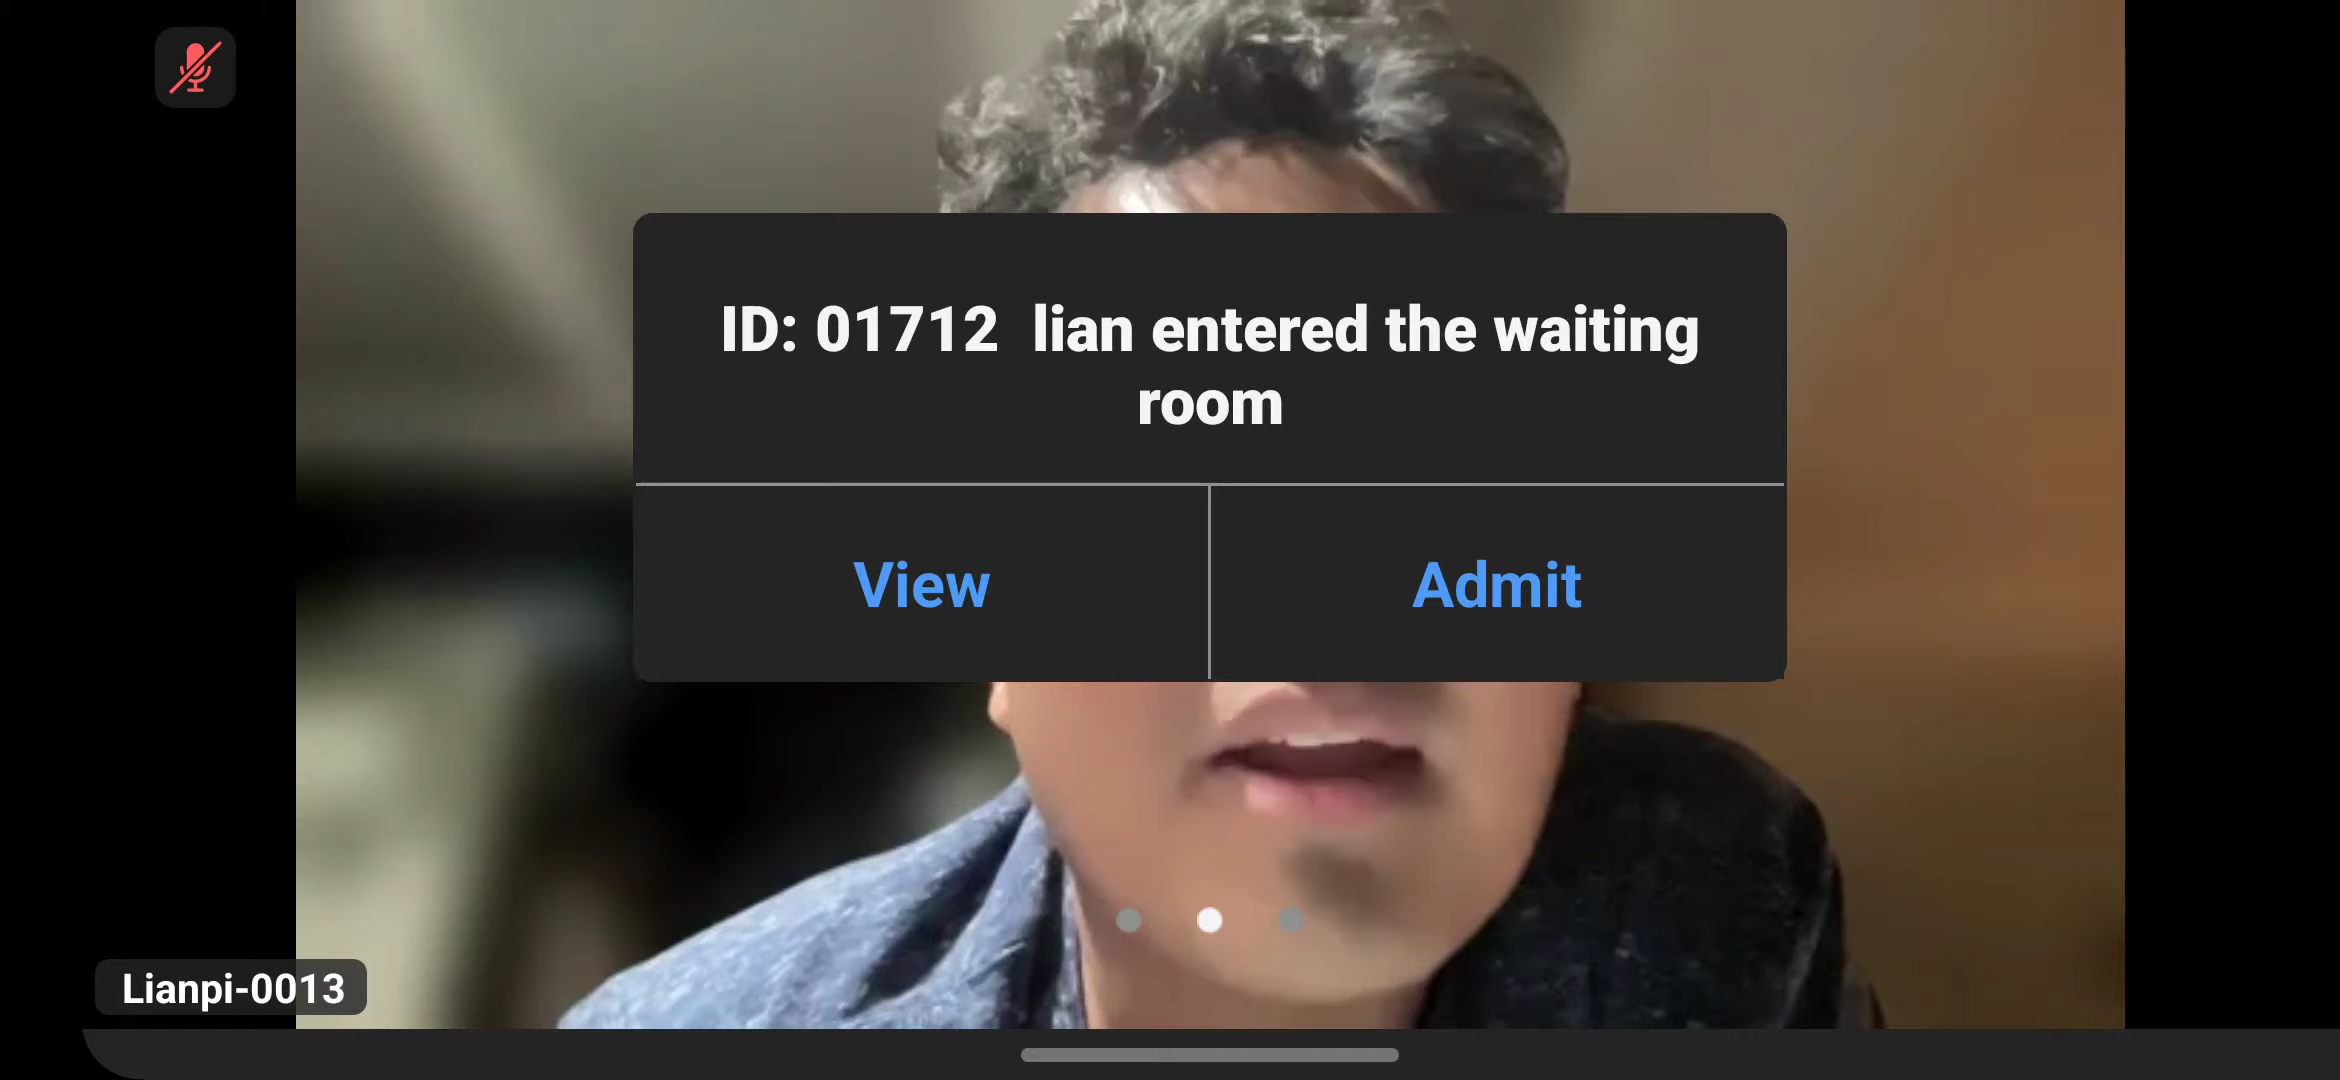 ID: 01712  lian entered the waiting
room
View
Admit
Lianpi-0013